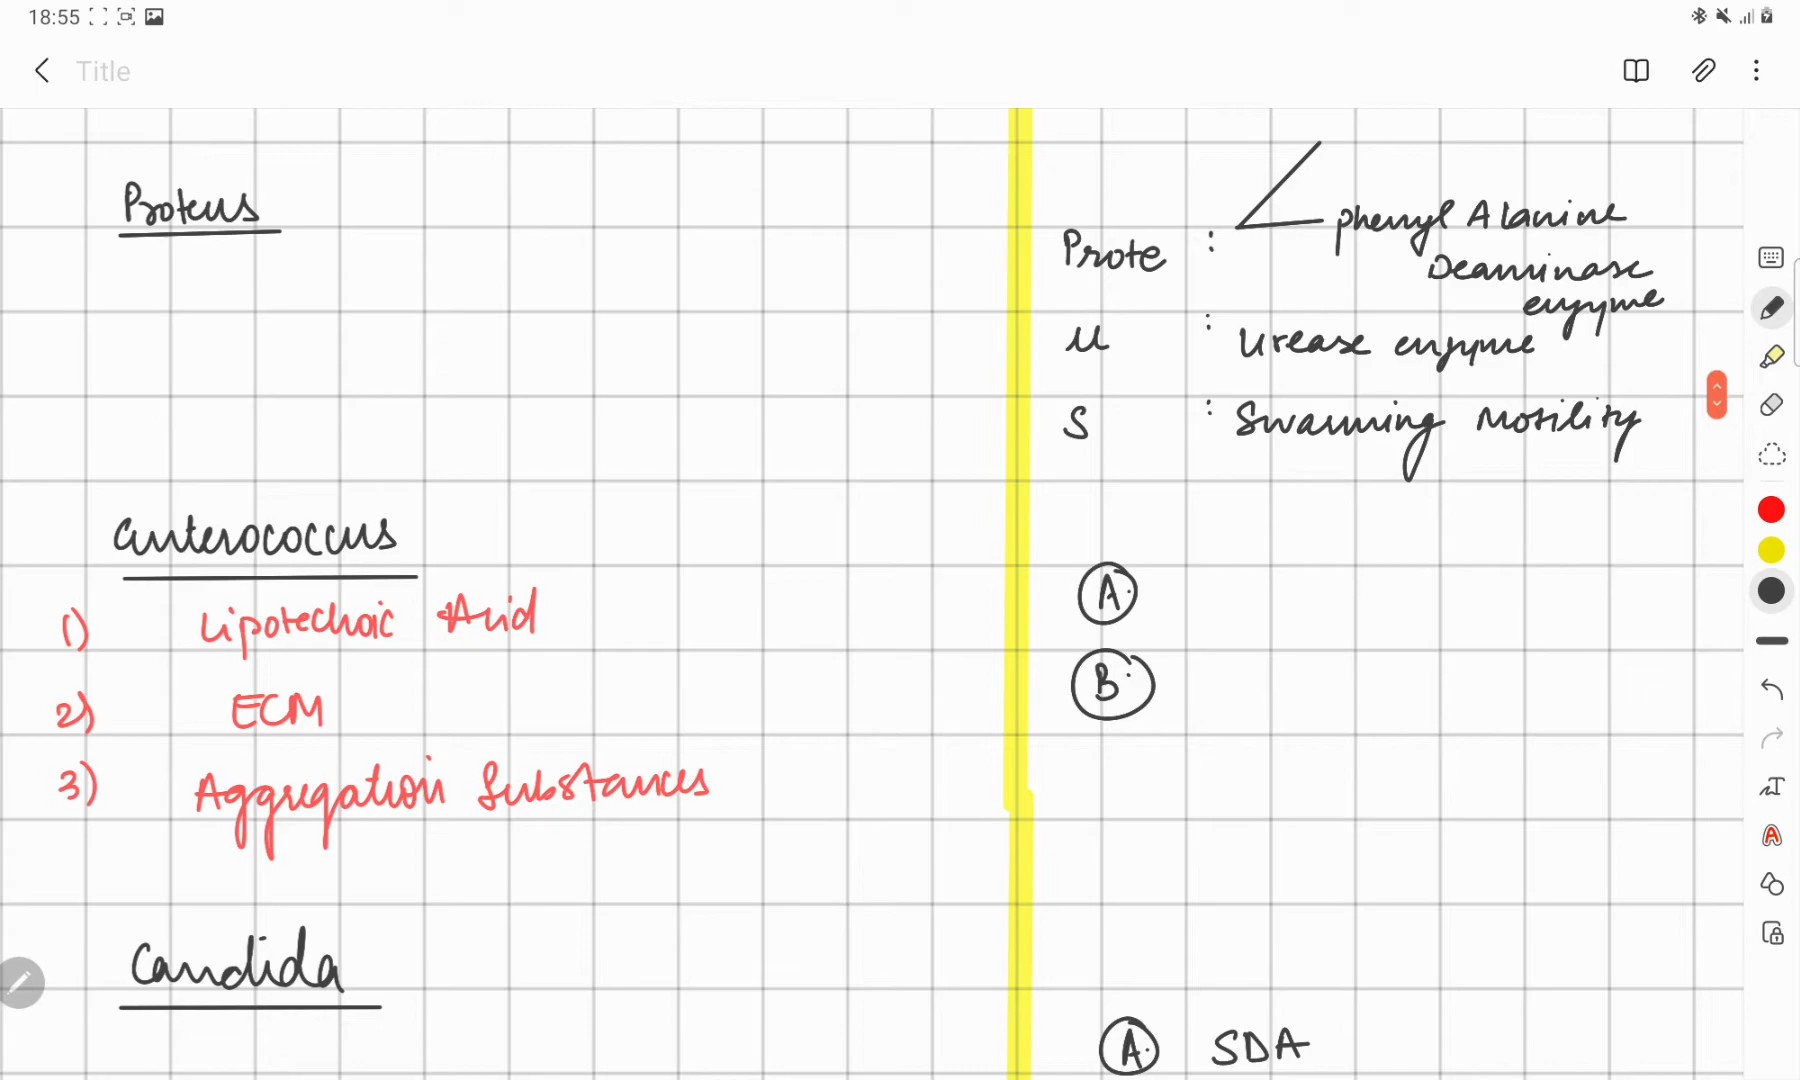 18:55
Title
Proteus
Enterococcus
1) Lipotechoic Acid
2) ECM
3) Aggregation Substances
Candida
Prote : phenyl Alanine
Deaminase
enzyme
U : Urease enzyme
S : Swarming Motility
A
B
A SDA